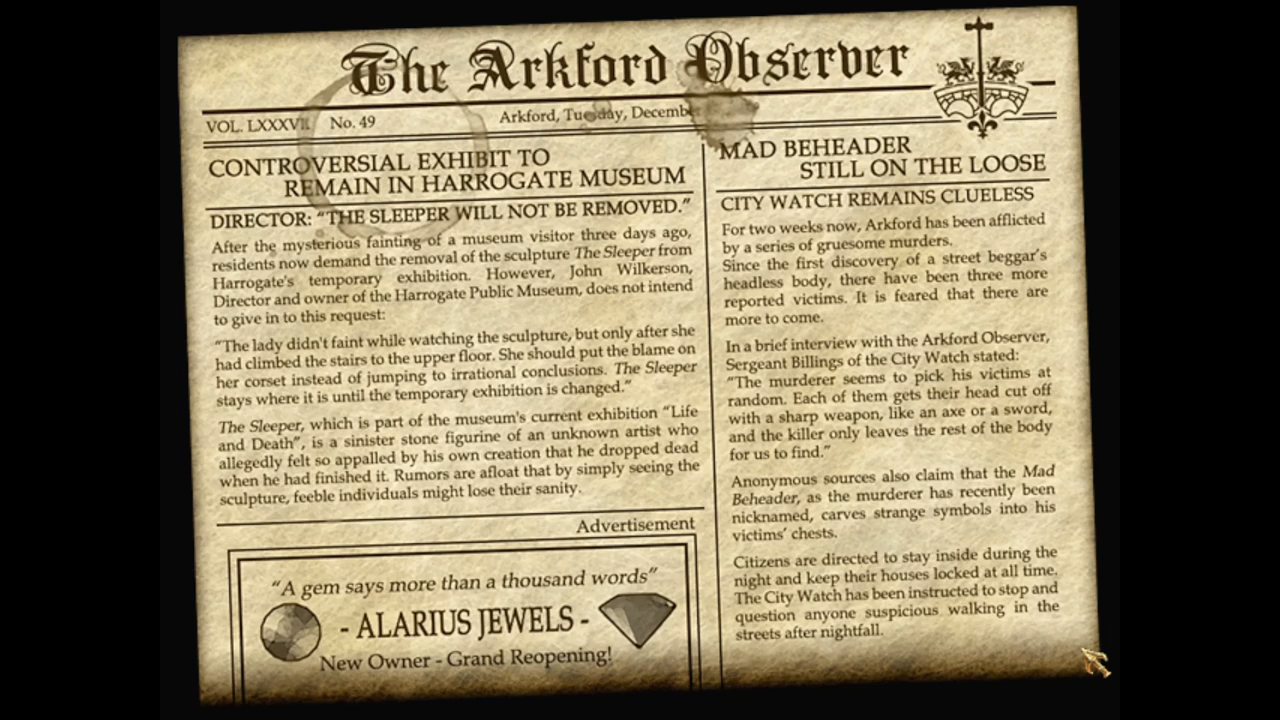 The Arkford Observer
VOL. LXXXVI No. 49
Arkford, Tuesday, December
CONTROVERSIAL EXHIBIT TO
REMAIN IN HARROGATE MUSEUM
DIRECTOR: “THE SLEEPER WILL NOT BE REMOVED.”
After the mysterious fainting of a museum visitor three days ago,
residents now demand the removal of the sculpture The Sleeper from
Harrogate's temporary exhibition. However, John Wilkerson,
Director and owner of the Harrogate Public Museum, does not intend
to give in to this request:
“The lady didn't faint while watching the sculpture, but only after she
had climbed the stairs to the upper floor. She should put the blame on
her corset instead of jumping to irrational conclusions. The Sleeper
stays where it is until the temporary exhibition is changed.”
The Sleeper, which is part of the museum's current exhibition “Life
and Death”, is a sinister stone figurine of an unknown artist who
allegedly felt so appalled by his own creation that he dropped dead
when he had finished it. Rumors are afloat that by simply seeing the
sculpture, feeble individuals might lose their sanity.
Advertisement
“A gem says more than a thousand words”
- ALARIUS JEWELS -
New Owner - Grand Reopening!
MAD BEHEADER
STILL ON THE LOOSE
CITY WATCH REMAINS CLUELESS
For two weeks now, Arkford has been afflicted
by a series of gruesome murders.
Since the first discovery of a street beggar's
headless body, there have been three more
reported victims. It is feared that there are
more to come.
In a brief interview with the Arkford Observer,
Sergeant Billings of the City Watch stated:
“The murderer seems to pick his victims at
random. Each of them gets their head cut off
with a sharp weapon, like an axe or a sword,
and the killer only leaves the rest of the body
for us to find.”
Anonymous sources also claim that the Mad
Beheader, as the murderer has recently been
nicknamed, carves strange symbols into his
victims' chests.
Citizens are directed to stay inside during the
night and keep their houses locked at all time.
The City Watch has been instructed to stop and
question anyone suspicious walking in the
streets after nightfall.